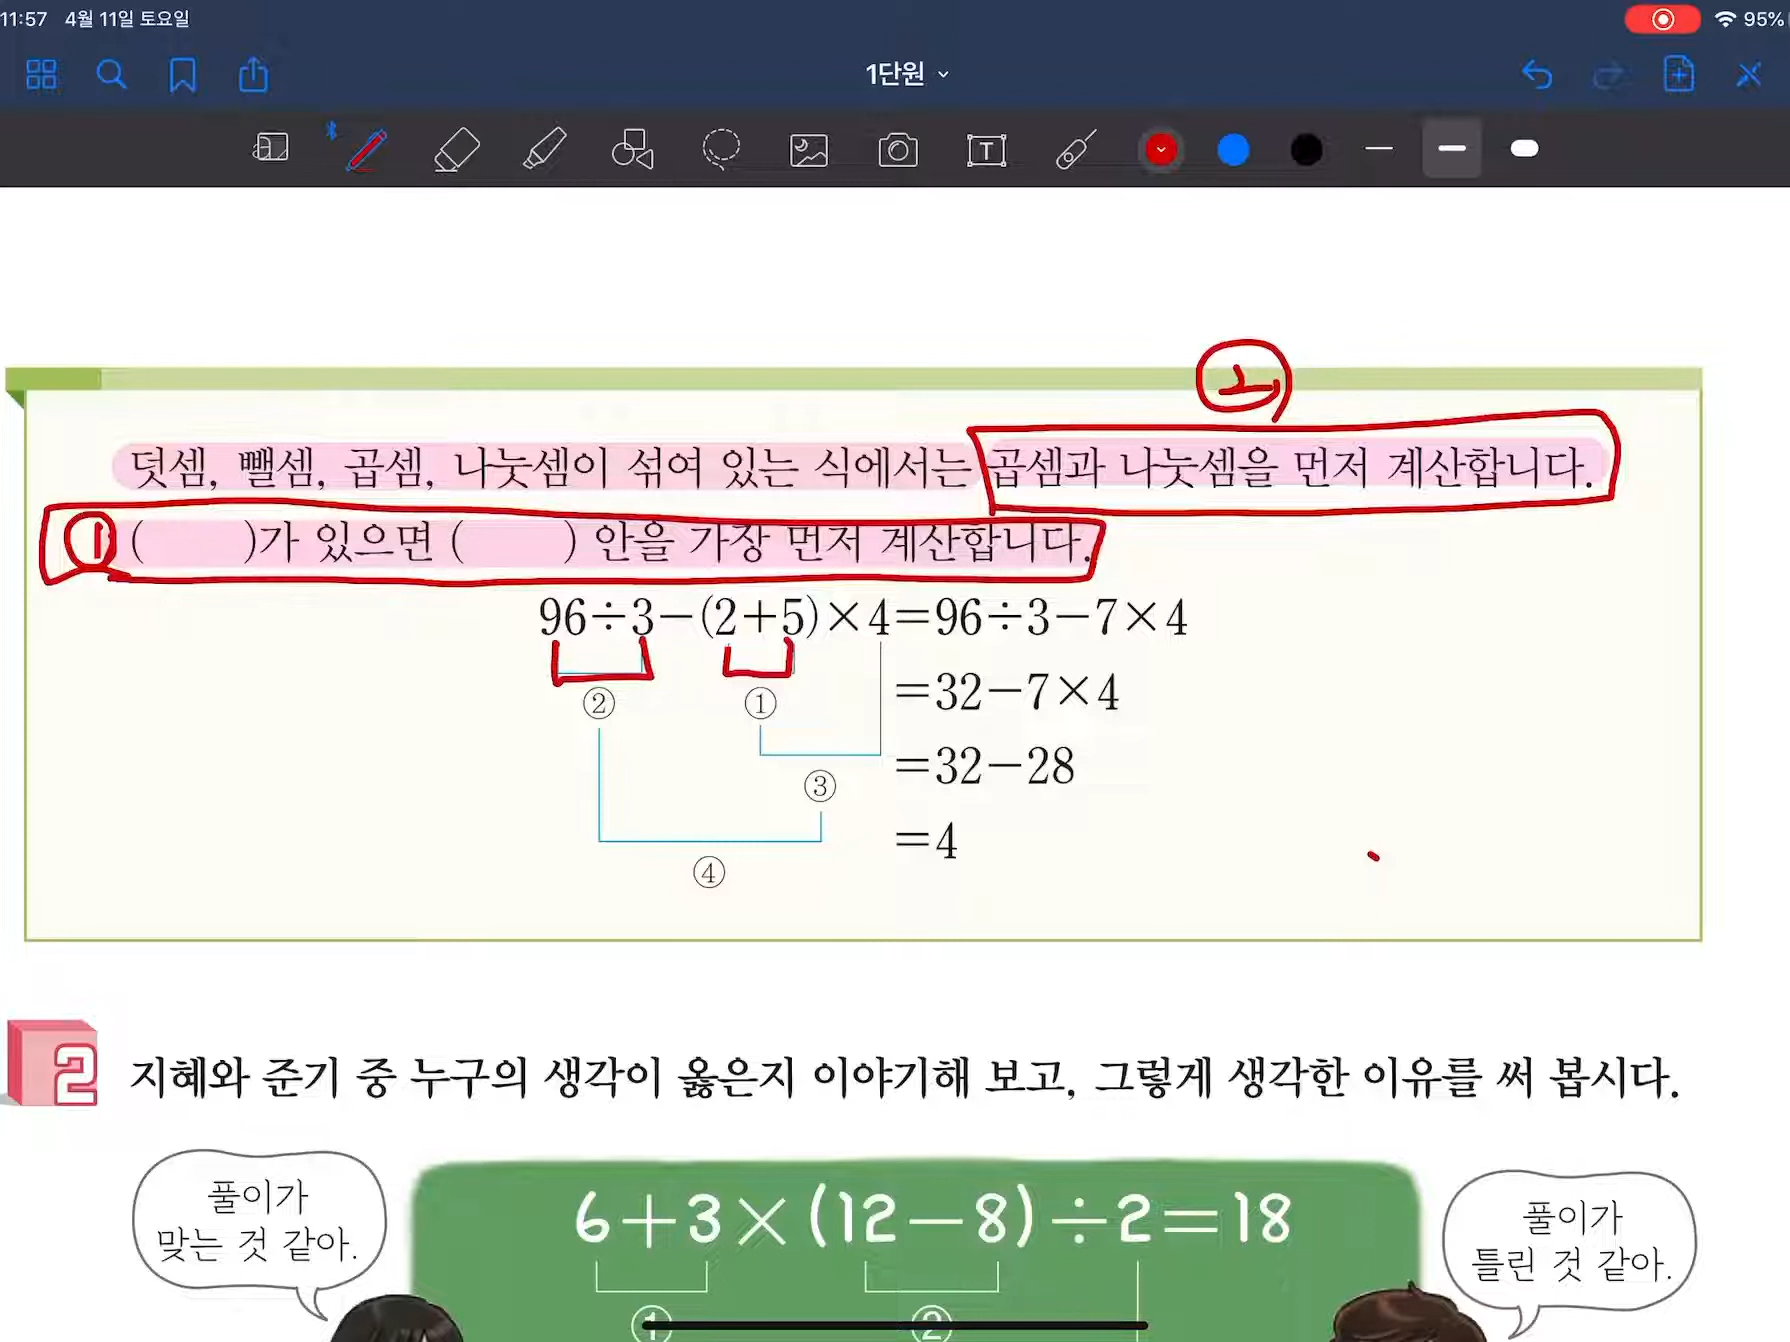 11:57 4월 11일 토요일
95%
1단원
T
②
덧셈, 뺄셈, 곱셈, 나눗셈이 섞여 있는 식에서는 곱셈과 나눗셈을 먼저 계산합니다.
① ( )가 있으면 ( ) 안을 가장 먼저 계산합니다.
96÷3−(2+5)×4=96÷3−7×4
=32−7×4
=32−28
=4
② ①
③
④
2 지혜와 준기 중 누구의 생각이 옳은지 이야기해 보고, 그렇게 생각한 이유를 써 봅시다.
풀이가
맞는 것 같아.
6+3×(12−8)÷2=18
① ②
풀이가
틀린 것 같아.